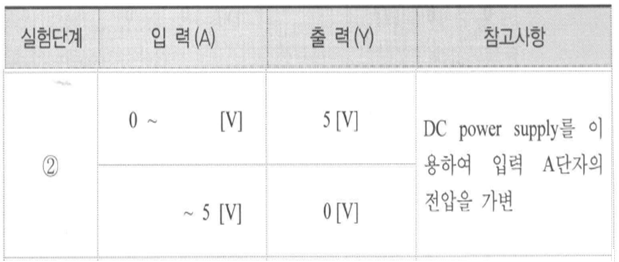 실험단계 입 력(A) 출 력(Y) 참고사항
0 ~ [V] 5 [V]
②
~ 5 [V] 0 [V]
DC power supply를 이
용하여 입력 A단자의
전압을 가변